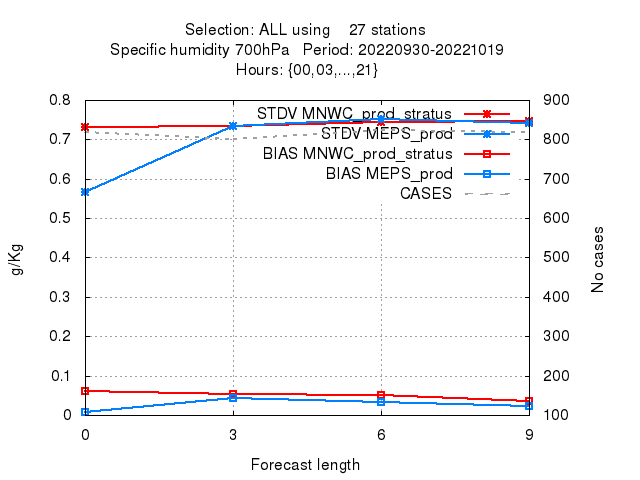 Selection: ALL using 27 stations
Specific humidity 700hPa Period: 20220930-20221019
Hours: {00,03,...,21}
0.8 900
STDV MNWC_prod_stratus
STDV MEPS_prod
0.7 800
BIAS MNWC_prod_stratus
BIAS MEPS_prod
0.6 700
CASES
0.5 600
0.4 500
0.3 400
0.2 300
0.1 200
0 100
g/Kg
No cases
0 3 6 9
Forecast length